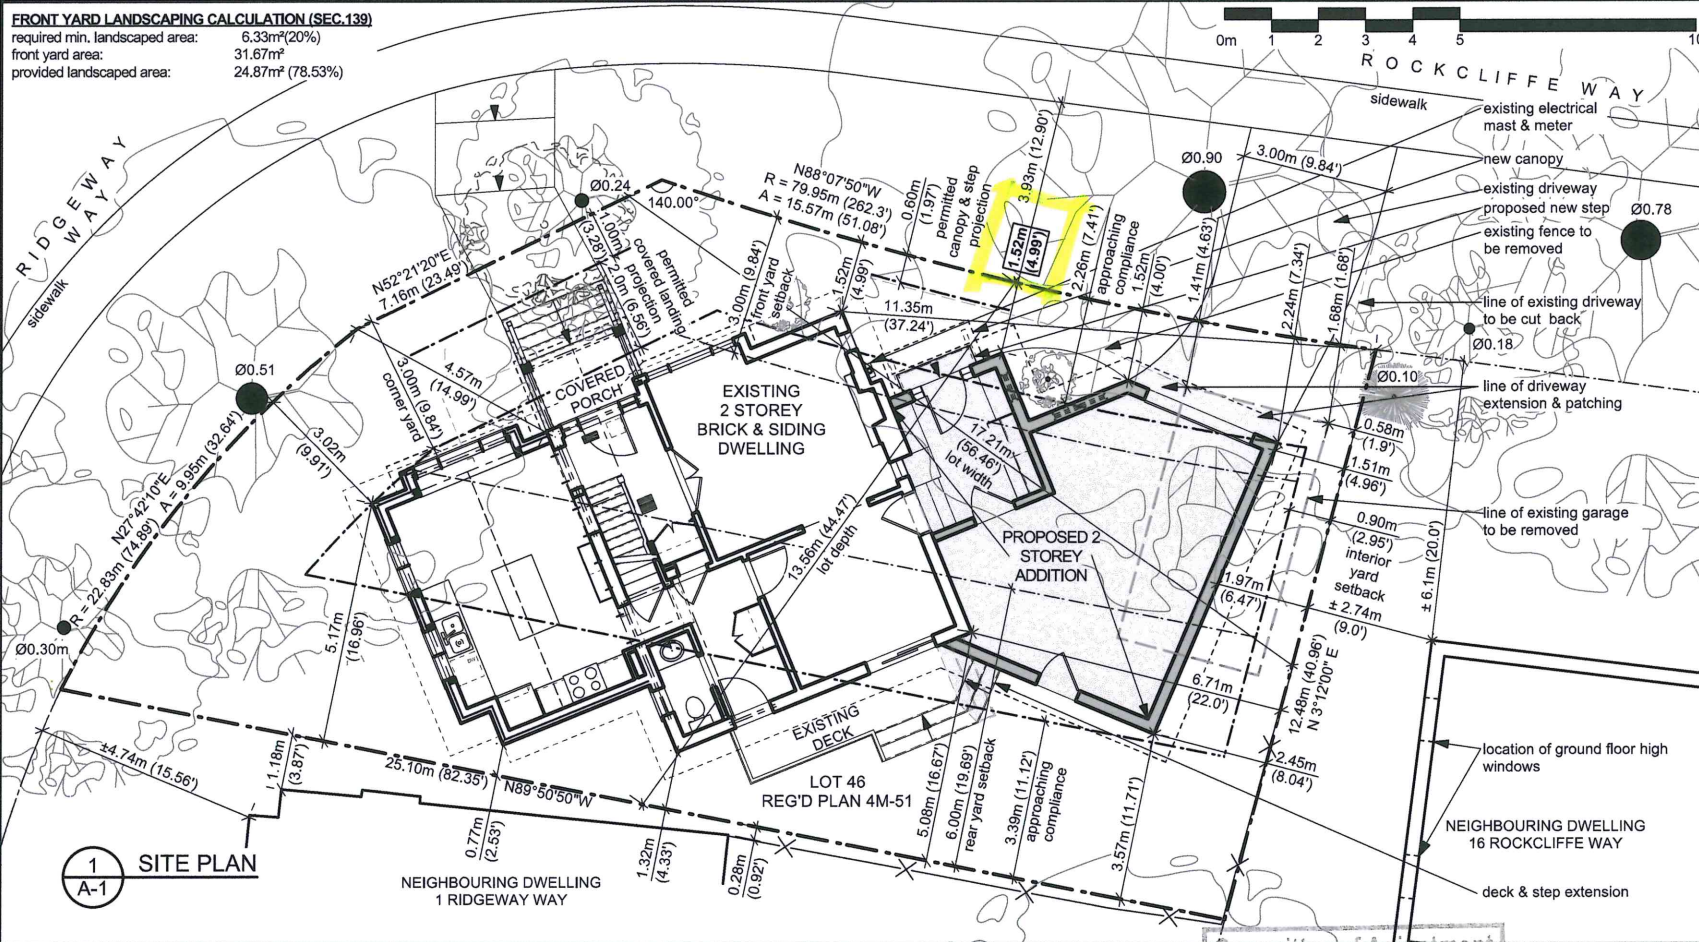 FRONT YARD LANDSCAPING CALCULATION (SEC.139)
required min. landscaped area: 6.33m²(20%)
front yard area: 31.67m²
provided landscaped area: 24.87m² (78.53%)
0m 1 2 3 4 5 10
ROCKCLIFFE WAY
sidewalk
RIDGEWAY
WAY
sidewalk
existing electrical
mast & meter
new canopy
existing driveway
proposed new step
existing fence to
be removed
line of existing driveway
to be cut back
line of driveway
extension & patching
line of existing garage
to be removed
location of ground floor high
windows
NEIGHBOURING DWELLING
16 ROCKCLIFFE WAY
deck & step extension
Ø0.24
140.00°
Ø0.90
Ø0.78
Ø0.18
Ø0.10
Ø0.51
Ø0.30m
N88°07'50"W
R = 79.95m (262.3')
A = 15.57m (51.08')
0.60m
(1.97')
permitted
canopy & step
projection
3.93m (12.90')
1.52m
(4.99')
2.26m (7.41')
approaching
compliance
1.52m
(4.00')
1.41m (4.63')
3.00m (9.84')
2.24m (7.34')
1.68m (1.68')
N52°21'20"E
7.16m (23.49')
1.00m
(3.28')
2.0m (6.56')
permitted
covered landing
projection
3.00m (9.84')
front yard
setback
1.52m
(4.99')
11.35m
(37.24')
3.00m (9.84')
corner yard
4.57m
(14.99')
3.02m
(9.91')
N27°42'10"E
R = 22.83m (74.89') A = 9.95m (32.64')
COVERED
PORCH
EXISTING
2 STOREY
BRICK & SIDING
DWELLING
17.21m
(56.46')
lot width
13.56m (44.47')
lot depth
PROPOSED 2
STOREY
ADDITION
0.58m
(1.9')
1.51m
(4.96')
0.90m
(2.95')
interior
yard
setback
± 2.74m
(9.0')
± 6.1m (20.0')
1.97m
(6.47')
6.71m
(22.0')
12.48m (40.96')
N 3°12'00" E
2.45m
(8.04')
5.17m
(16.96')
±4.74m (15.56')
1.18m
(3.87')
25.10m (82.35')
N89°50'50"W
EXISTING
DECK
LOT 46
REG'D PLAN 4M-51
5.08m (16.67')
6.00m (19.69')
rear yard setback
3.39m (11.12')
approaching
compliance
3.57m (11.71')
0.77m
(2.53')
1.32m
(4.33')
0.28m
(0.92')
NEIGHBOURING DWELLING
1 RIDGEWAY WAY
1
A-1
SITE PLAN